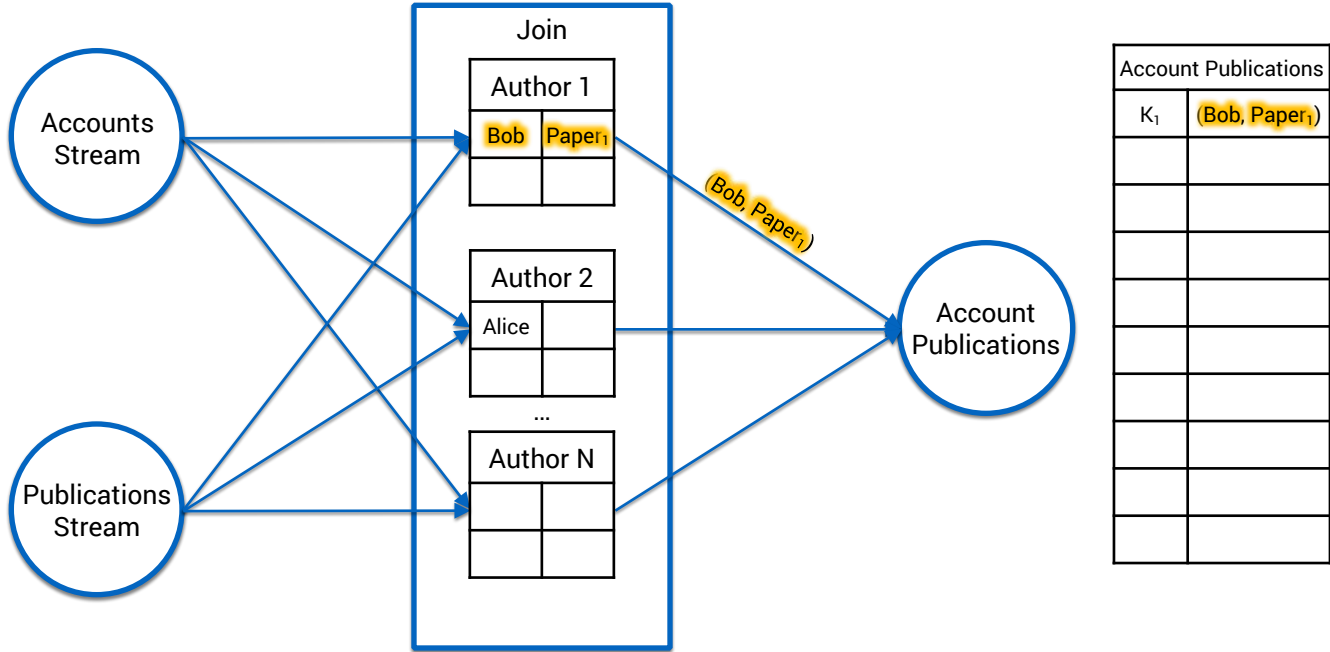 Accounts
Stream
Publications
Stream
Join
Author 1
Bob Paper₁
Author 2
Alice
...
Author N
(Bob, Paper₁)
Account
Publications
Account Publications
K₁ (Bob, Paper₁)